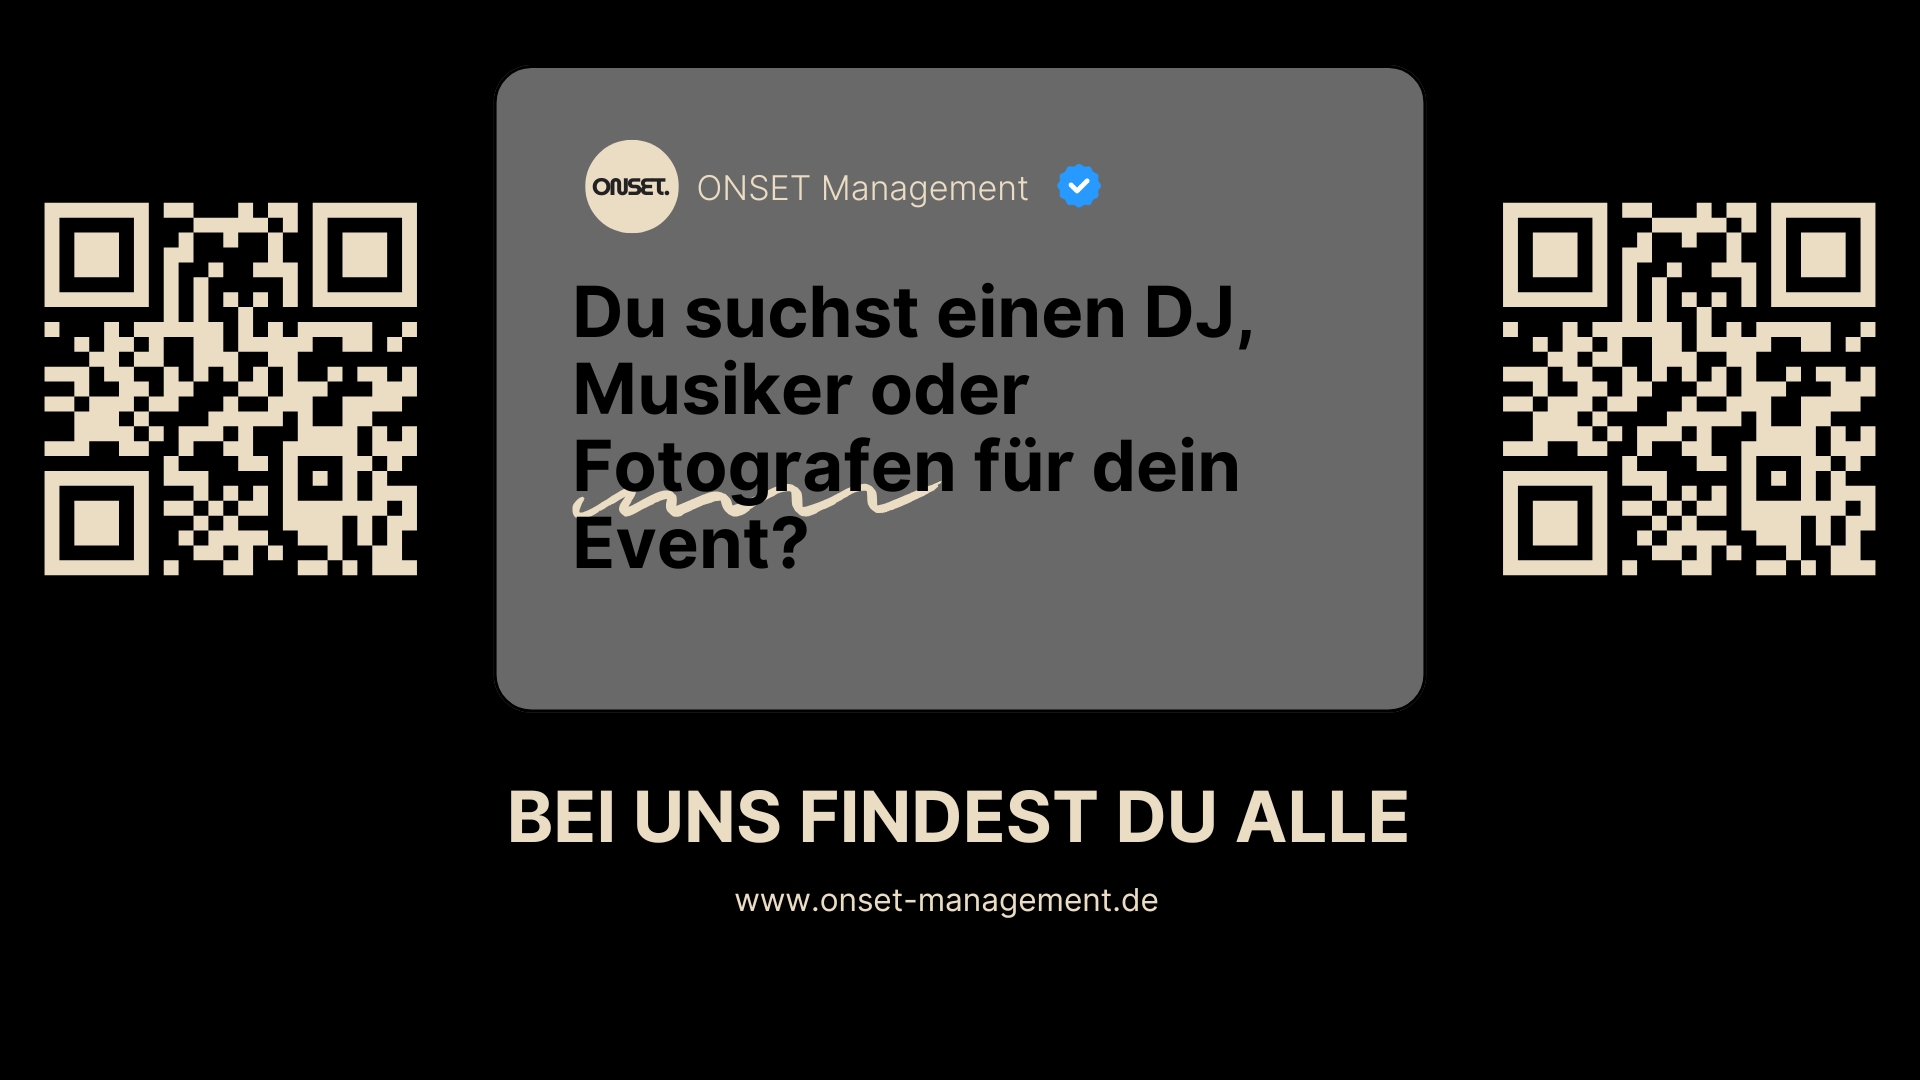 ONSET.
ONSET Management
Du suchst einen DJ,
Musiker oder
Fotografen für dein
Event?
BEI UNS FINDEST DU ALLE
www.onset-management.de